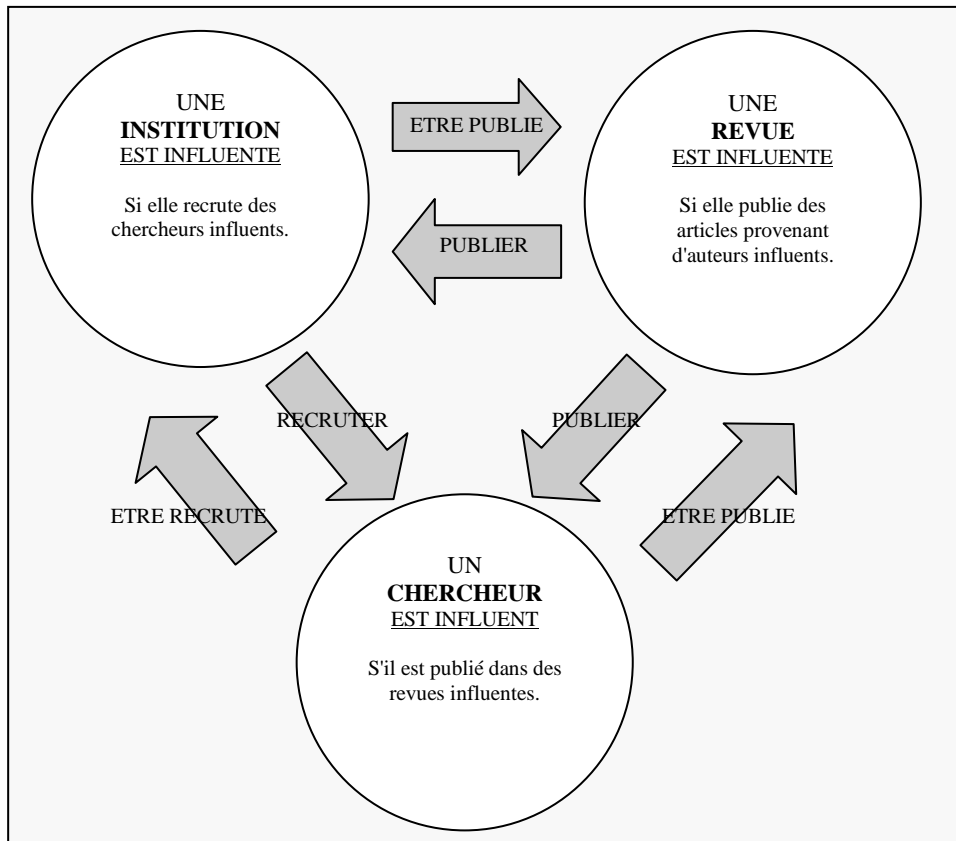 UNE
INSTITUTION
EST INFLUENTE
Si elle recrute des
chercheurs influents.
ETRE PUBLIE
PUBLIER
UNE
REVUE
EST INFLUENTE
Si elle publie des
articles provenant
d'auteurs influents.
RECRUTER
PUBLIER
ETRE RECRUTE
ETRE PUBLIE
UN
CHERCHEUR
EST INFLUENT
S'il est publié dans des
revues influentes.